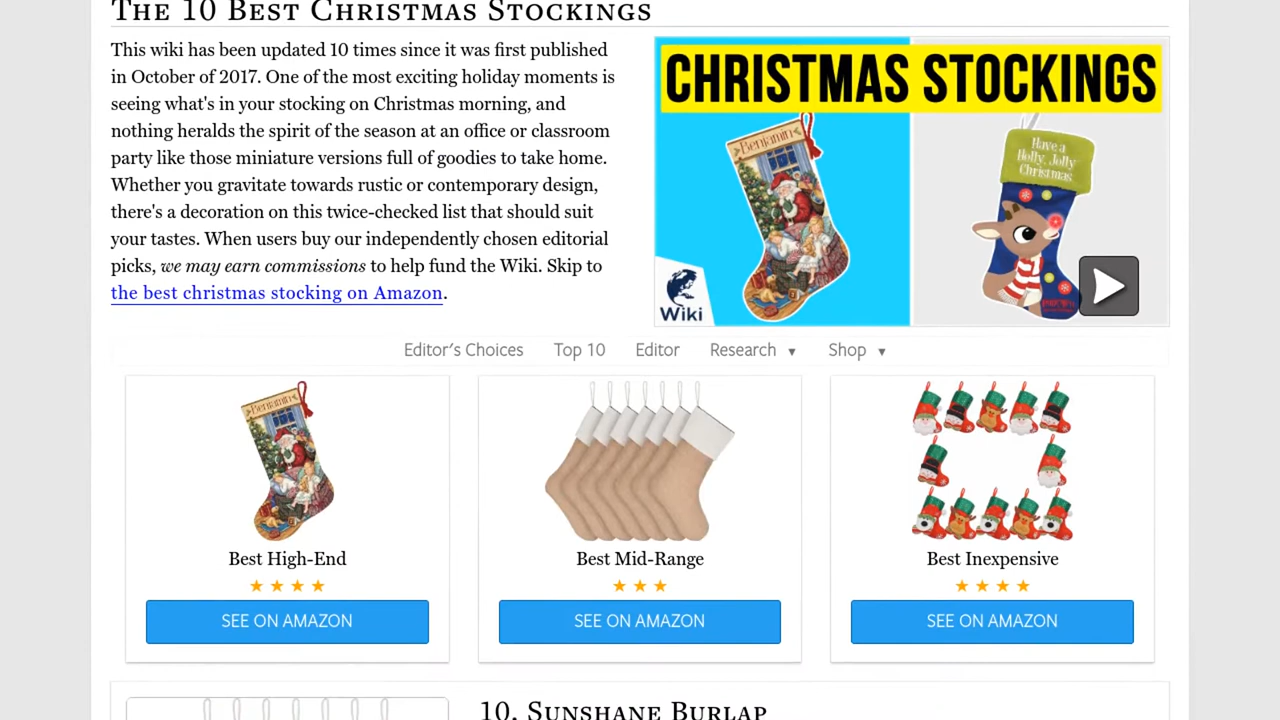 The 10 Best Christmas Stockings
This wiki has been updated 10 times since it was first published
in October of 2017. One of the most exciting holiday moments is
seeing what's in your stocking on Christmas morning, and
nothing heralds the spirit of the season at an office or classroom
party like those miniature versions full of goodies to take home.
Whether you gravitate towards rustic or contemporary design,
there's a decoration on this twice-checked list that should suit
your tastes. When users buy our independently chosen editorial
picks, we may earn commissions to help fund the Wiki. Skip to
the best christmas stocking on Amazon.
CHRISTMAS STOCKINGS
Benjamin
Have a
Holly, Jolly
Christmas
Wiki
Editor's Choices Top 10 Editor Research Shop
Benjamin
Best High-End
SEE ON AMAZON
Best Mid-Range
SEE ON AMAZON
Best Inexpensive
SEE ON AMAZON
10. Sunshane Burlap